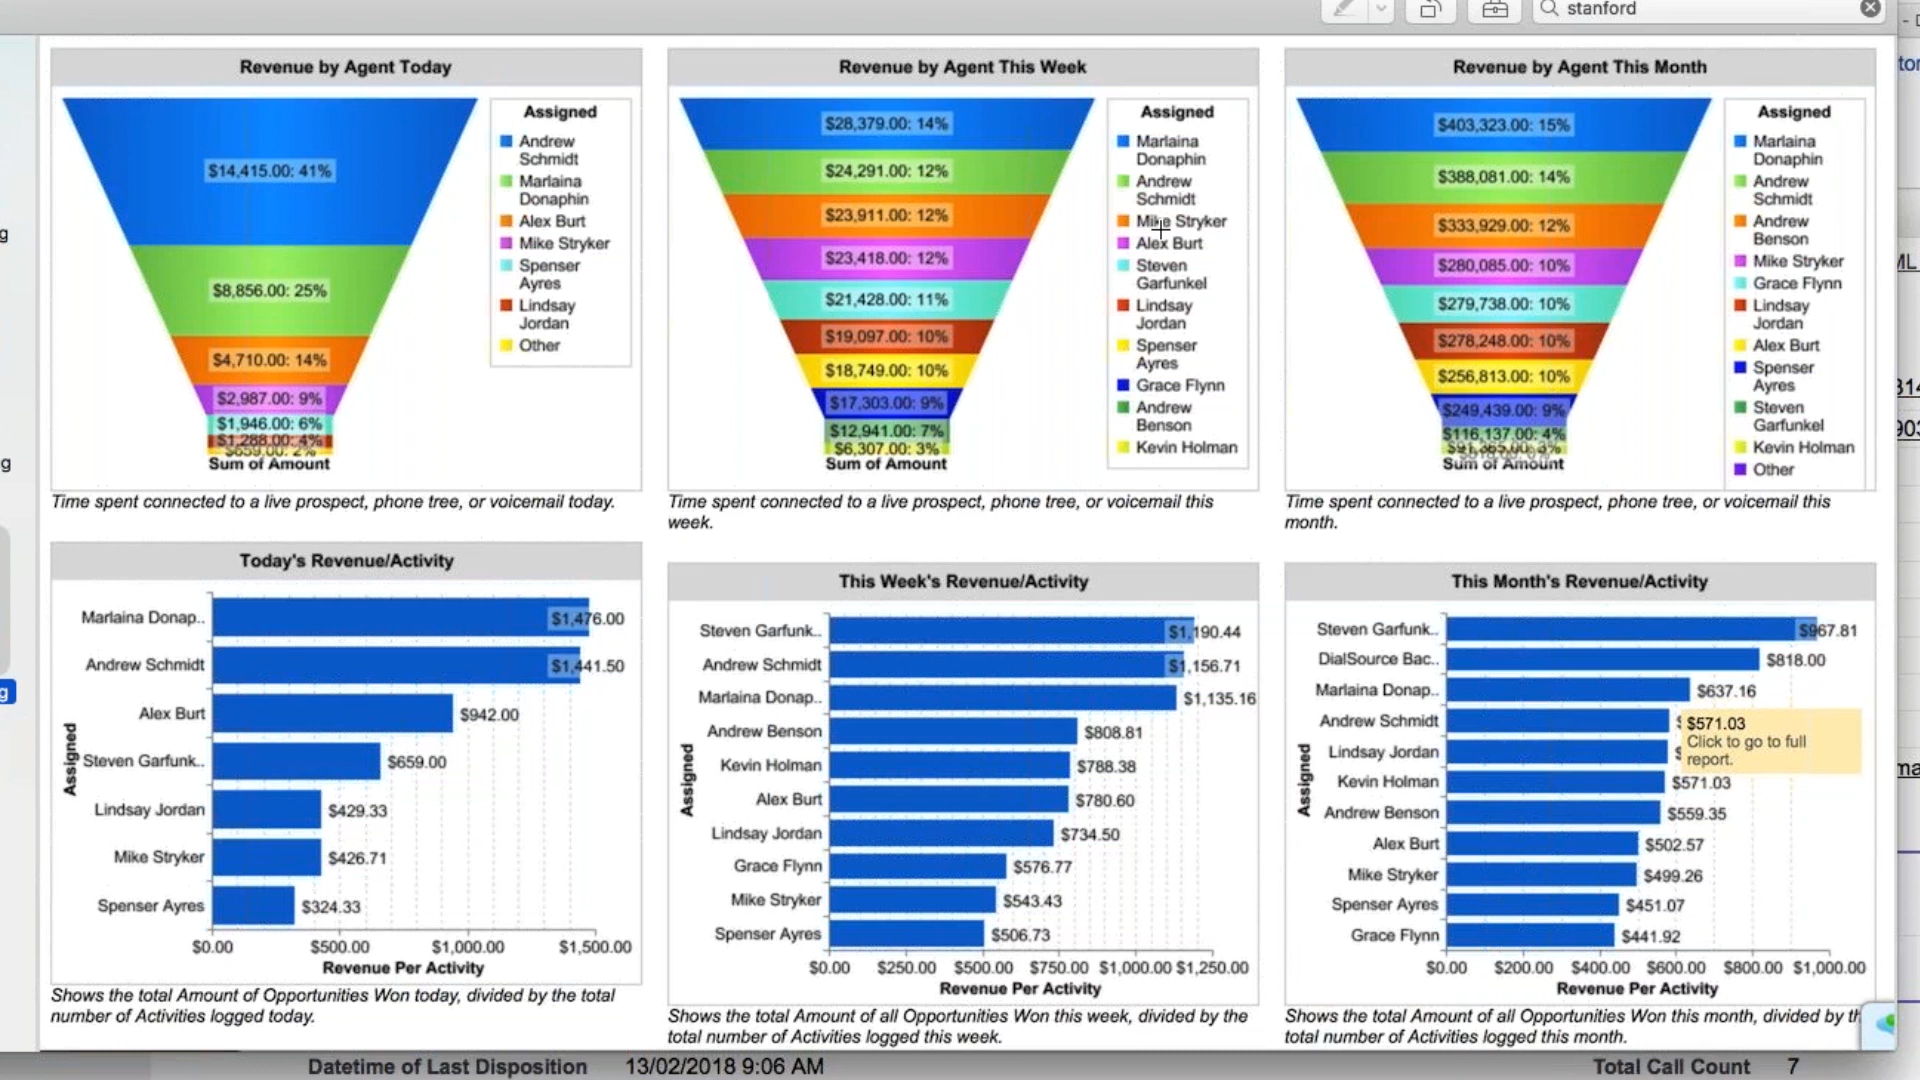 stanford
Revenue by Agent Today
$14,415.00: 41%
$8,856.00: 25%
$4,710.00: 14%
$2,987.00: 9%
$1,946.00: 6%
$1,288.00: 4%
$659.00: 2%
Sum of Amount
Assigned
Andrew
Schmidt
Marlaina
Donaphin
Alex Burt
Mike Stryker
Spenser
Ayres
Lindsay
Jordan
Other
Time spent connected to a live prospect, phone tree, or voicemail today.
Revenue by Agent This Week
$28,379.00: 14%
$24,291.00: 12%
$23,911.00: 12%
$23,418.00: 12%
$21,428.00: 11%
$19,097.00: 10%
$18,749.00: 10%
$17,303.00: 9%
$12,941.00: 7%
$6,307.00: 3%
Sum of Amount
Assigned
Marlaina
Donaphin
Andrew
Schmidt
Mike Stryker
Alex Burt
Steven
Garfunkel
Lindsay
Jordan
Spenser
Ayres
Grace Flynn
Andrew
Benson
Kevin Holman
Time spent connected to a live prospect, phone tree, or voicemail this
week.
Revenue by Agent This Month
$403,323.00: 15%
$388,081.00: 14%
$333,929.00: 12%
$280,085.00: 10%
$279,738.00: 10%
$278,248.00: 10%
$256,813.00: 10%
$249,439.00: 9%
$116,137.00: 4%
Sum of Amount
Assigned
Marlaina
Donaphin
Andrew
Schmidt
Andrew
Benson
Mike Stryker
Grace Flynn
Lindsay
Jordan
Alex Burt
Spenser
Ayres
Steven
Garfunkel
Kevin Holman
Other
Time spent connected to a live prospect, phone tree, or voicemail this
month.
Today's Revenue/Activity
Assigned
Marlaina Donap.. $1,476.00
Andrew Schmidt $1,441.50
Alex Burt $942.00
Steven Garfunk.. $659.00
Lindsay Jordan $429.33
Mike Stryker $426.71
Spenser Ayres $324.33
$0.00 $500.00 $1,000.00 $1,500.00
Revenue Per Activity
Shows the total Amount of Opportunities Won today, divided by the total
number of Activities logged today.
This Week's Revenue/Activity
Assigned
Steven Garfunk.. $1,190.44
Andrew Schmidt $1,156.71
Marlaina Donap.. $1,135.16
Andrew Benson $808.81
Kevin Holman $788.38
Alex Burt $780.60
Lindsay Jordan $734.50
Grace Flynn $576.77
Mike Stryker $543.43
Spenser Ayres $506.73
$0.00 $250.00 $500.00 $750.00 $1,000.00 $1,250.00
Revenue Per Activity
Shows the total Amount of all Opportunities Won this week, divided by the
total number of Activities logged this week.
This Month's Revenue/Activity
Assigned
Steven Garfunk.. $967.81
DialSource Bac.. $818.00
Marlaina Donap.. $637.16
Andrew Schmidt
Lindsay Jordan
$571.03
Click to go to full
report.
Kevin Holman $571.03
Andrew Benson $559.35
Alex Burt $502.57
Mike Stryker $499.26
Spenser Ayres $451.07
Grace Flynn $441.92
$0.00 $200.00 $400.00 $600.00 $800.00 $1,000.00
Revenue Per Activity
Shows the total Amount of all Opportunities Won this month, divided by
total number of Activities logged this month.
Datetime of Last Disposition 13/02/2018 9:06 AM
Total Call Count 7